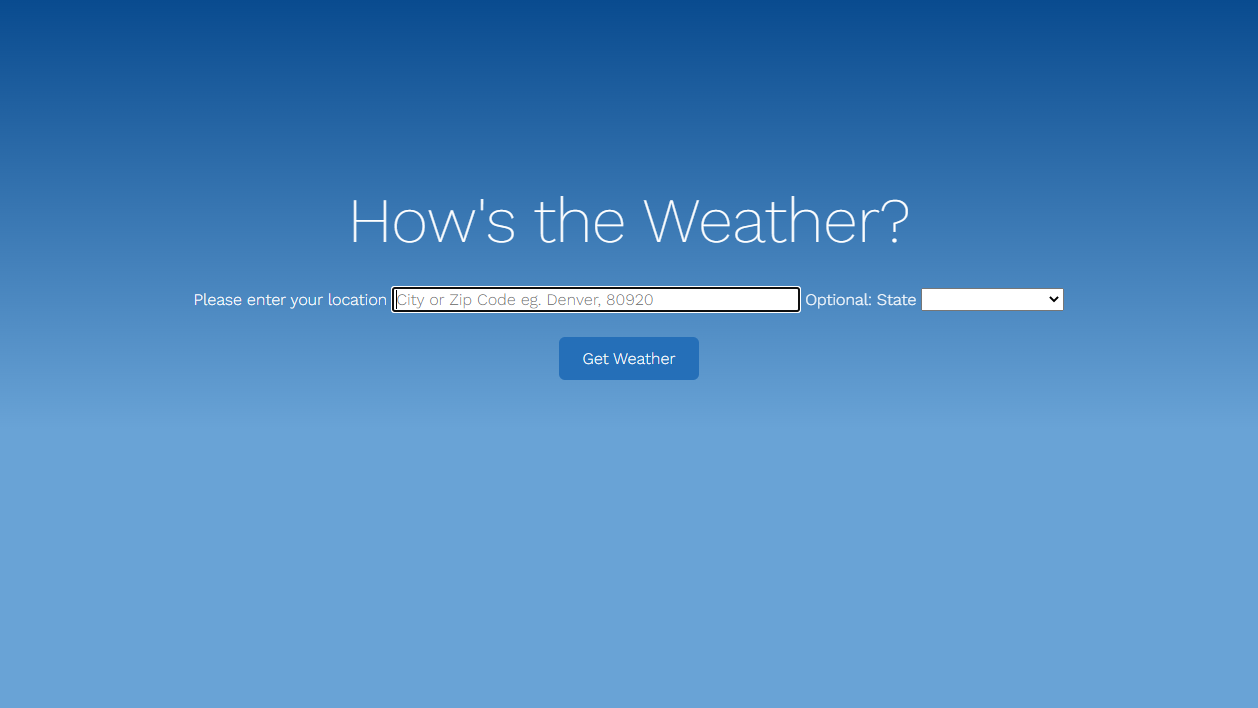 How's the Weather?
Please enter your location City or Zip Code eg. Denver, 80920 Optional: State
Get Weather